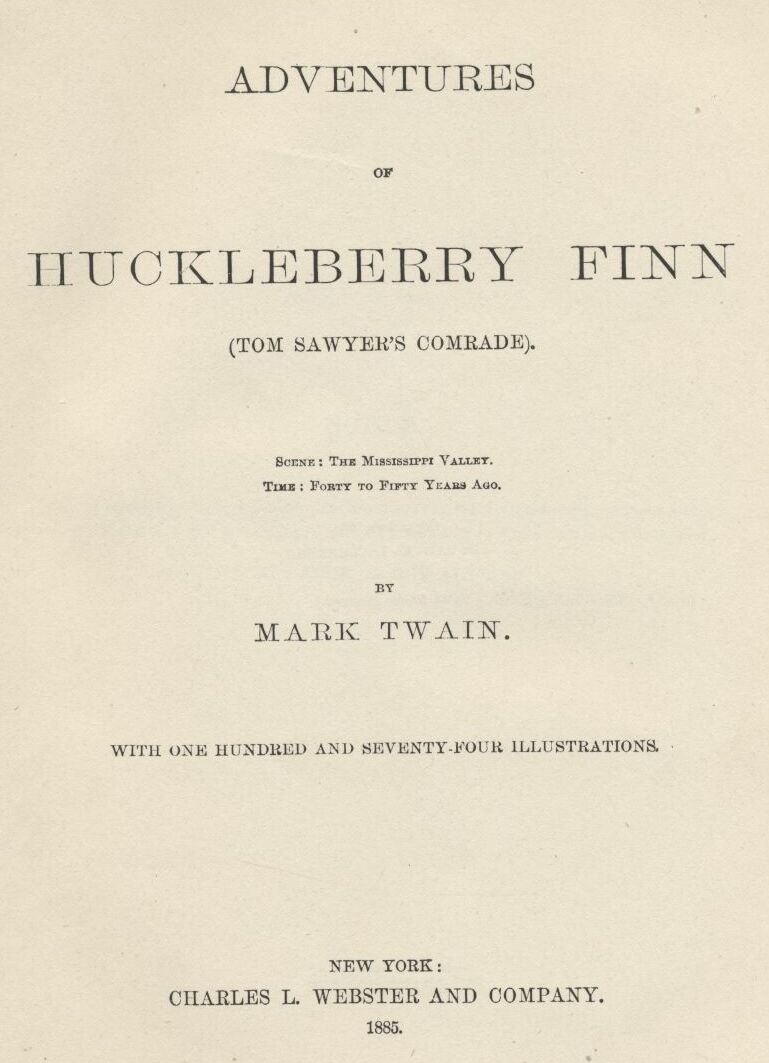 ADVENTURES
OF
HUCKLEBERRY FINN
(TOM SAWYER'S COMRADE).
SCENE: THE MISSISSIPPI VALLEY.
TIME: FORTY TO FIFTY YEARS AGO.
BY
MARK TWAIN.
WITH ONE HUNDRED AND SEVENTY-FOUR ILLUSTRATIONS.
NEW YORK:
CHARLES L. WEBSTER AND COMPANY.
1885.